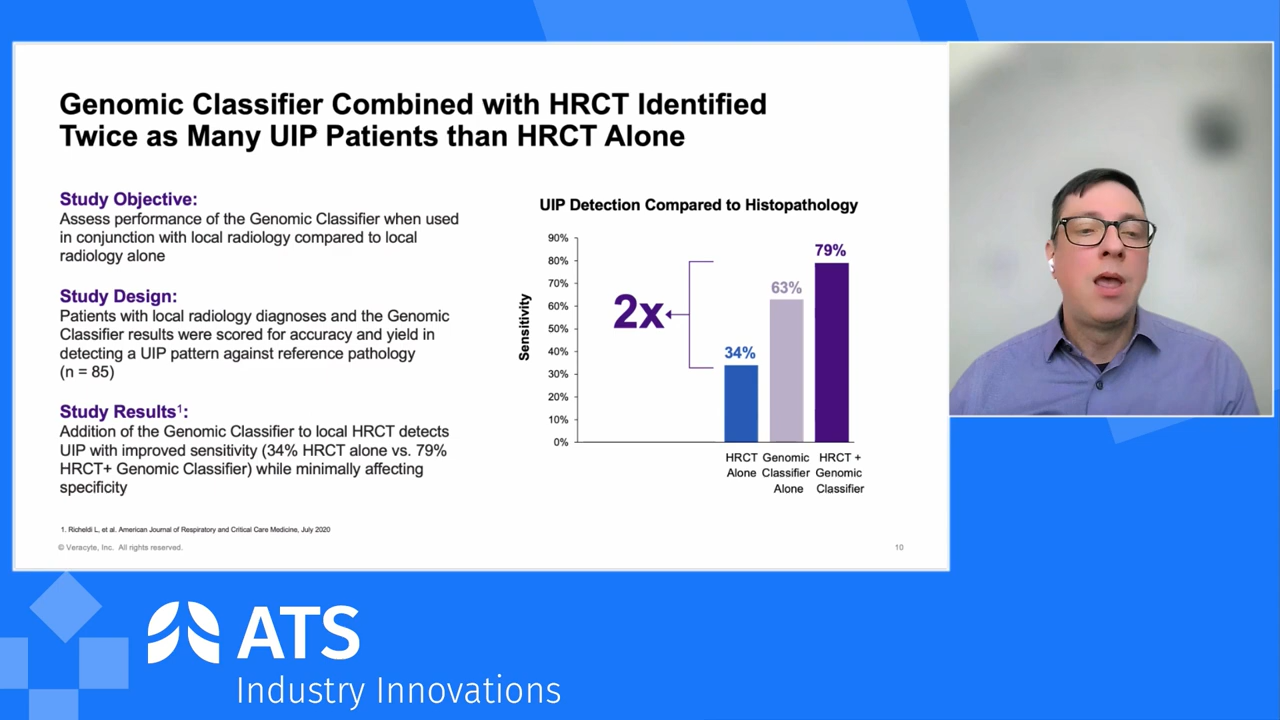 Genomic Classifier Combined with HRCT Identified
Twice as Many UIP Patients than HRCT Alone
Study Objective:
Assess performance of the Genomic Classifier when used
in conjunction with local radiology compared to local
radiology alone
Study Design:
Patients with local radiology diagnoses and the Genomic
Classifier results were scored for accuracy and yield in
detecting a UIP pattern against reference pathology
(n = 85)
Study Results1:
Addition of the Genomic Classifier to local HRCT detects
UIP with improved sensitivity (34% HRCT alone vs. 79%
HRCT+ Genomic Classifier) while minimally affecting
specificity
UIP Detection Compared to Histopathology
Sensitivity
90%
80%
70%
60%
50%
40%
30%
20%
10%
0%
2x
34%
63%
79%
HRCT
Alone
Genomic
Classifier
Alone
HRCT +
Genomic
Classifier
1. Richeldi L, et al. American Journal of Respiratory and Critical Care Medicine, July 2020
© Veracyte, Inc. All rights reserved.
10
ATS
Industry Innovations